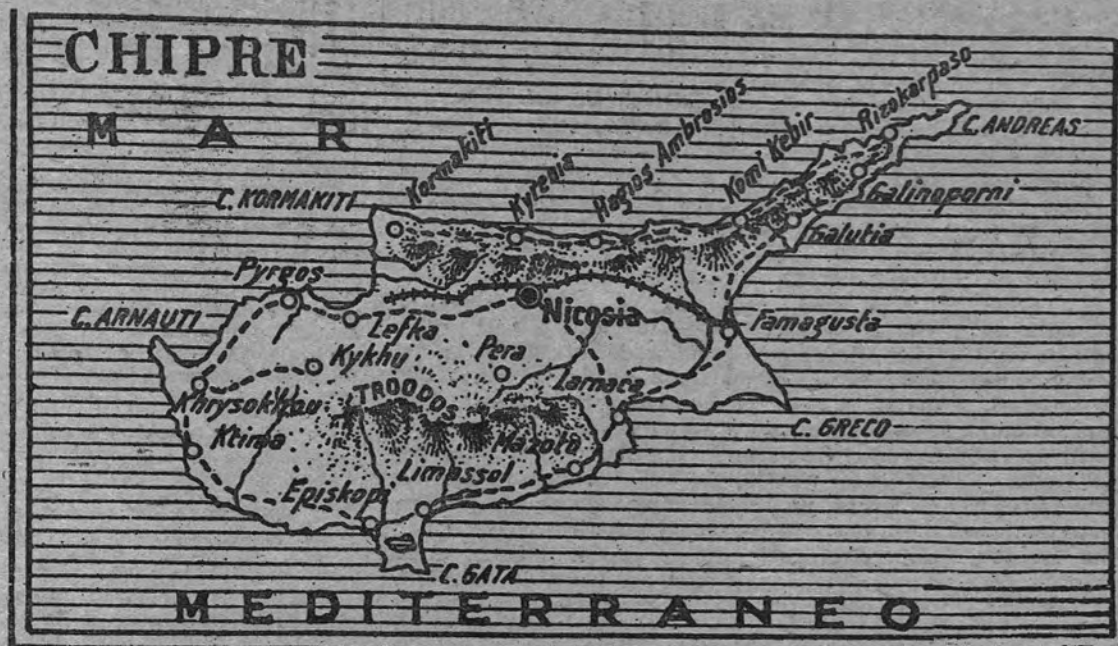 CHIPRE
MAR
C. KORMAKITI
Kormakiti
Kyrenia
Hagios Ambrosios
Komi Kebir
Rizokarpaso
C. ANDREAS
Galinoporni
Galutia
Pyrgos
C. ARNAUTI
Lefka
Nicosia
Famagusta
Kykhu
Pera
Larnaca
TROODOS
C. GRECO
Ktima
Mazotu
Limassol
Episkopi
C. GATA
MEDITERRANEO